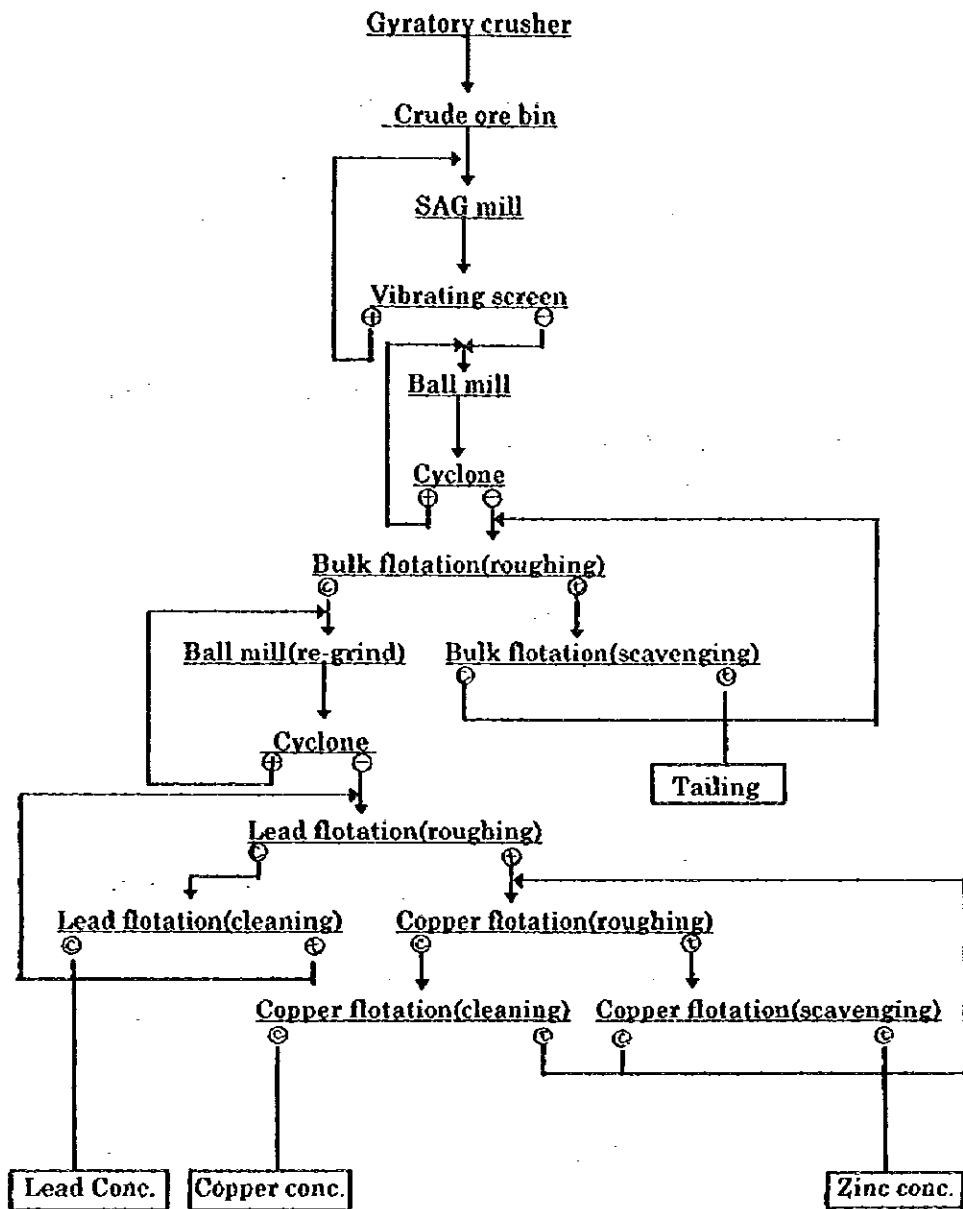 Gyratory crusher
Crude ore bin
SAG mill
Vibrating screen
+ −
Ball mill
Cyclone
+ −
Bulk flotation(roughing)
c t
Ball mill(re-grind) Bulk flotation(scavenging)
c t
Cyclone
+ −
Tailing
Lead flotation(roughing)
c t
Lead flotation(cleaning) Copper flotation(roughing)
c t c t
Copper flotation(cleaning) Copper flotation(scavenging)
c t c t
Lead Conc. Copper conc. Zinc conc.